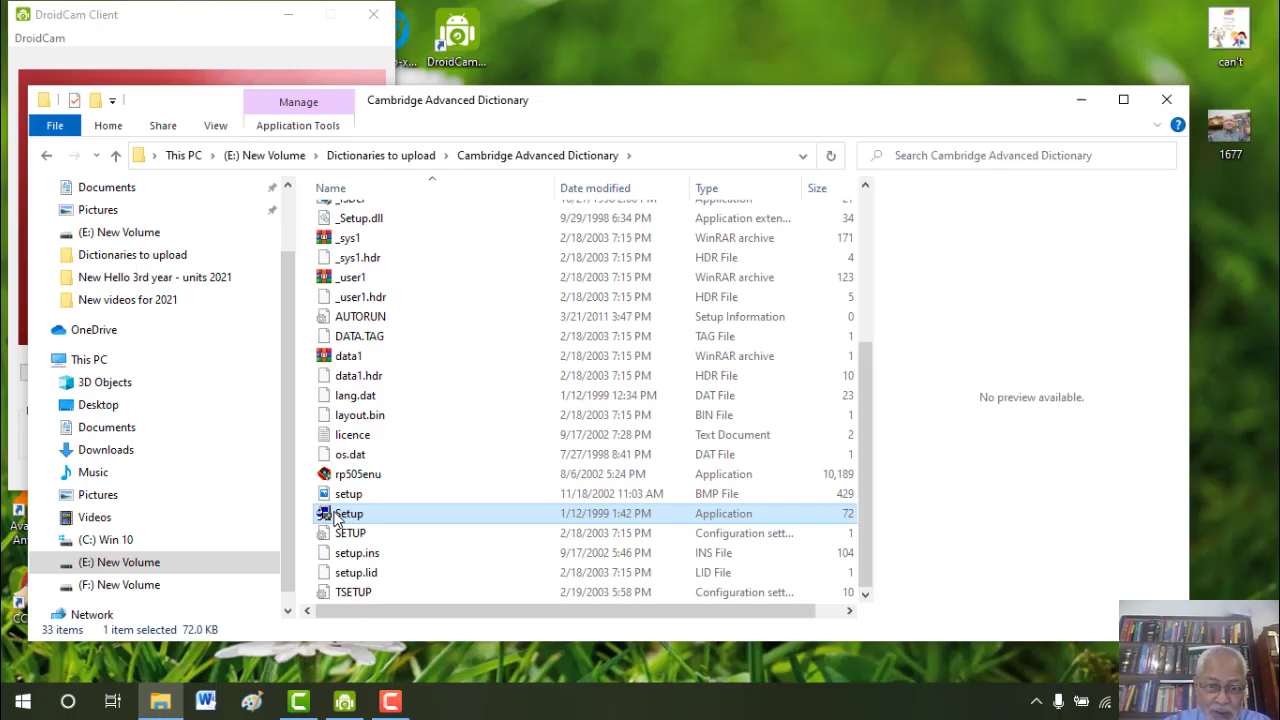 DroidCam Client
DroidCam
DroidCam...
can't
1677
Manage
Cambridge Advanced Dictionary
File
Home
Share
View
Application Tools
This PC
(E:) New Volume
Dictionaries to upload
Cambridge Advanced Dictionary
Search Cambridge Advanced Dictionary
Name
Date modified
Type
Size
Documents
Pictures
(E:) New Volume
Dictionaries to upload
New Hello 3rd year - units 2021
New videos for 2021
OneDrive
This PC
3D Objects
Desktop
Documents
Downloads
Music
Pictures
Videos
(C:) Win 10
(E:) New Volume
(F:) New Volume
Network
_Setup.dll 9/29/1998 6:34 PM Application exten... 34
_sys1 2/18/2003 7:15 PM WinRAR archive 171
_sys1.hdr 2/18/2003 7:15 PM HDR File 4
_user1 2/18/2003 7:15 PM WinRAR archive 123
_user1.hdr 2/18/2003 7:15 PM HDR File 5
AUTORUN 3/21/2011 3:47 PM Setup Information 0
DATA.TAG 2/18/2003 7:15 PM TAG File 1
data1 2/18/2003 7:15 PM WinRAR archive 1
data1.hdr 2/18/2003 7:15 PM HDR File 10
lang.dat 1/12/1999 12:34 PM DAT File 23
layout.bin 2/18/2003 7:15 PM BIN File 1
licence 9/17/2002 7:28 PM Text Document 2
os.dat 7/27/1998 8:41 PM DAT File 1
rp505enu 8/6/2002 5:24 PM Application 10,189
setup 11/18/2002 11:03 AM BMP File 429
Setup 1/12/1999 1:42 PM Application 72
SETUP 2/18/2003 7:15 PM Configuration sett... 1
setup.ins 9/17/2002 5:46 PM INS File 104
setup.lid 2/18/2003 7:15 PM LID File 1
TSETUP 2/19/2003 5:58 PM Configuration sett... 10
No preview available.
33 items 1 item selected 72.0 KB